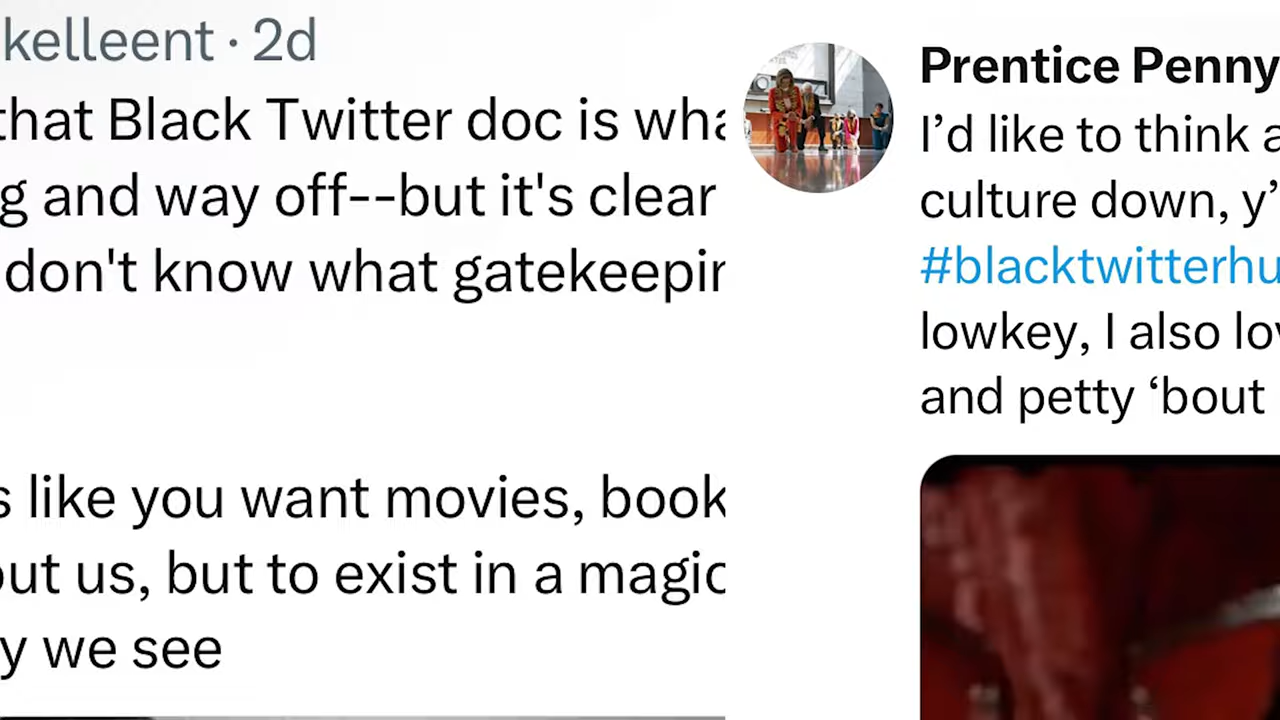 kelleent · 2d
that Black Twitter doc is wha
g and way off--but it's clear
don't know what gatekeepin
s like you want movies, book
out us, but to exist in a magic
y we see
Prentice Penny
I’d like to think a
culture down, y’
#blacktwitterhu
lowkey, I also lov
and petty ‘bout